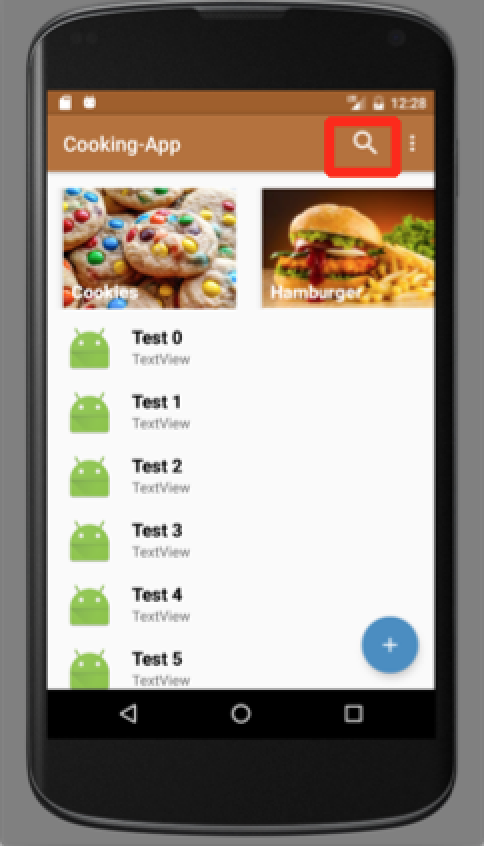 12:28
Cooking-App
Cookies
Hamburger
Test 0
TextView
Test 1
TextView
Test 2
TextView
Test 3
TextView
Test 4
TextView
Test 5
TextView